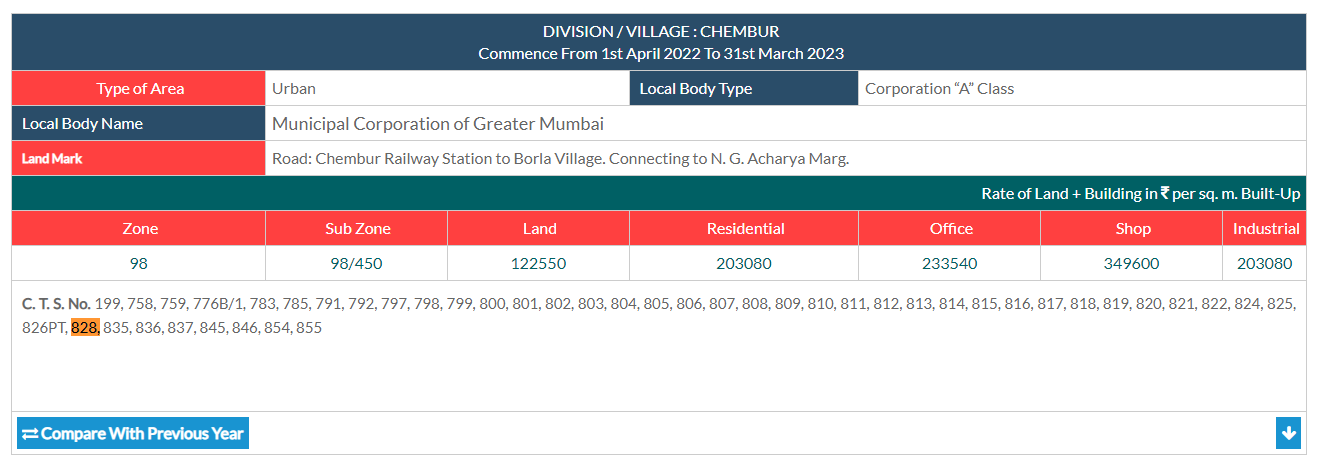 DIVISION / VILLAGE : CHEMBUR
Commence From 1st April 2022 To 31st March 2023
Type of Area Urban Local Body Type Corporation “A” Class
Local Body Name Municipal Corporation of Greater Mumbai
Land Mark Road: Chembur Railway Station to Borla Village. Connecting to N. G. Acharya Marg.
Rate of Land + Building in ₹ per sq. m. Built-Up
Zone Sub Zone Land Residential Office Shop Industrial
98 98/450 122550 203080 233540 349600 203080
C. T. S. No. 199, 758, 759, 776B/1, 783, 785, 791, 792, 797, 798, 799, 800, 801, 802, 803, 804, 805, 806, 807, 808, 809, 810, 811, 812, 813, 814, 815, 816, 817, 818, 819, 820, 821, 822, 824, 825,
826PT, 828, 835, 836, 837, 845, 846, 854, 855
Compare With Previous Year